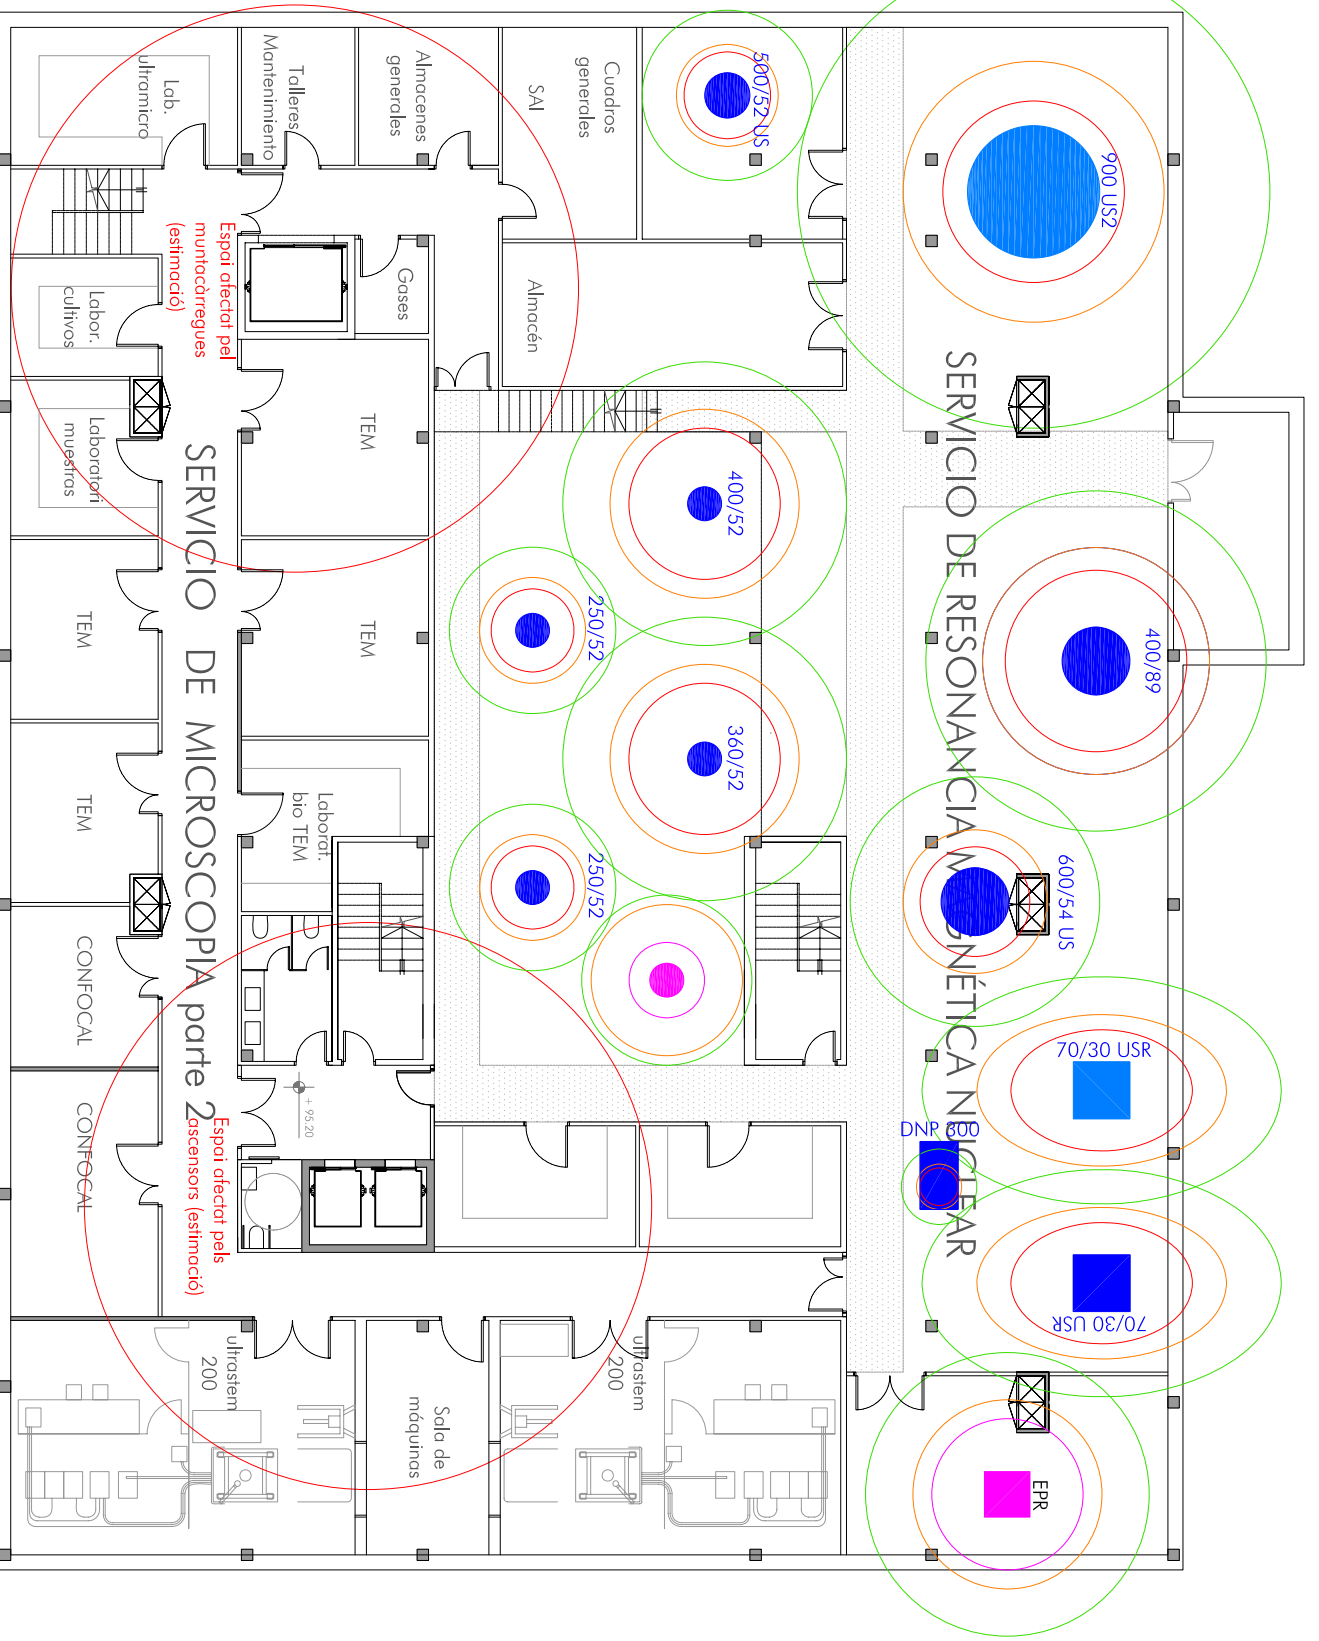 Lab.
ultramicro
Talleres
Mantenimiento
Almacenes
generales
SAI
Cuadros
generales
500/52 US
900 US2
Espai afectat pel
muntacàrregues
(estimació)
Gases
Almacén
Labor.
cultivos
Laboratori
muestras
TEM
TEM
TEM
TEM
SERVICIO DE MICROSCOPIA parte 2
SERVICIO DE RESONANCIA MAGNÉTICA NUCLEAR
400/52
250/52
360/52
250/52
400/89
600/54 US
Laborat.
bio TEM
CONFOCAL
CONFOCAL
+ 95.20
70/30 USR
DNP 300
70/30 USR
Espai afectat pels
ascensors (estimació)
ultrastem
200
Sala de
máquinas
ultrastem
200
EPR